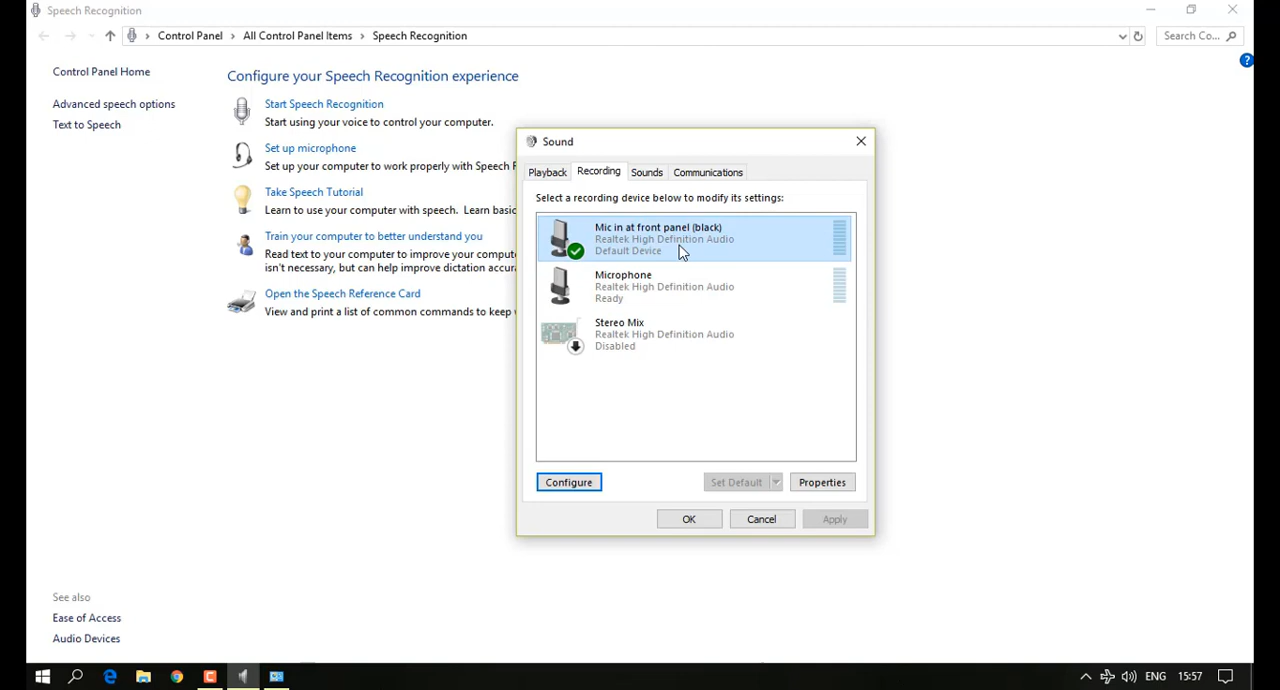 Speech Recognition
Control Panel > All Control Panel Items > Speech Recognition
Search Co...
Control Panel Home
Advanced speech options
Text to Speech
Configure your Speech Recognition experience
Start Speech Recognition
Start using your voice to control your computer.
Set up microphone
Set up your computer to work properly with Speech R
Take Speech Tutorial
Learn to use your computer with speech. Learn basic
Train your computer to better understand you
Read text to your computer to improve your compute
isn't necessary, but can help improve dictation accura
Open the Speech Reference Card
View and print a list of common commands to keep
Sound
Playback
Recording
Sounds
Communications
Select a recording device below to modify its settings:
Mic in at front panel (black)
Realtek High Definition Audio
Default Device
Microphone
Realtek High Definition Audio
Ready
Stereo Mix
Realtek High Definition Audio
Disabled
Configure
Set Default
Properties
OK
Cancel
Apply
See also
Ease of Access
Audio Devices
ENG
15:57